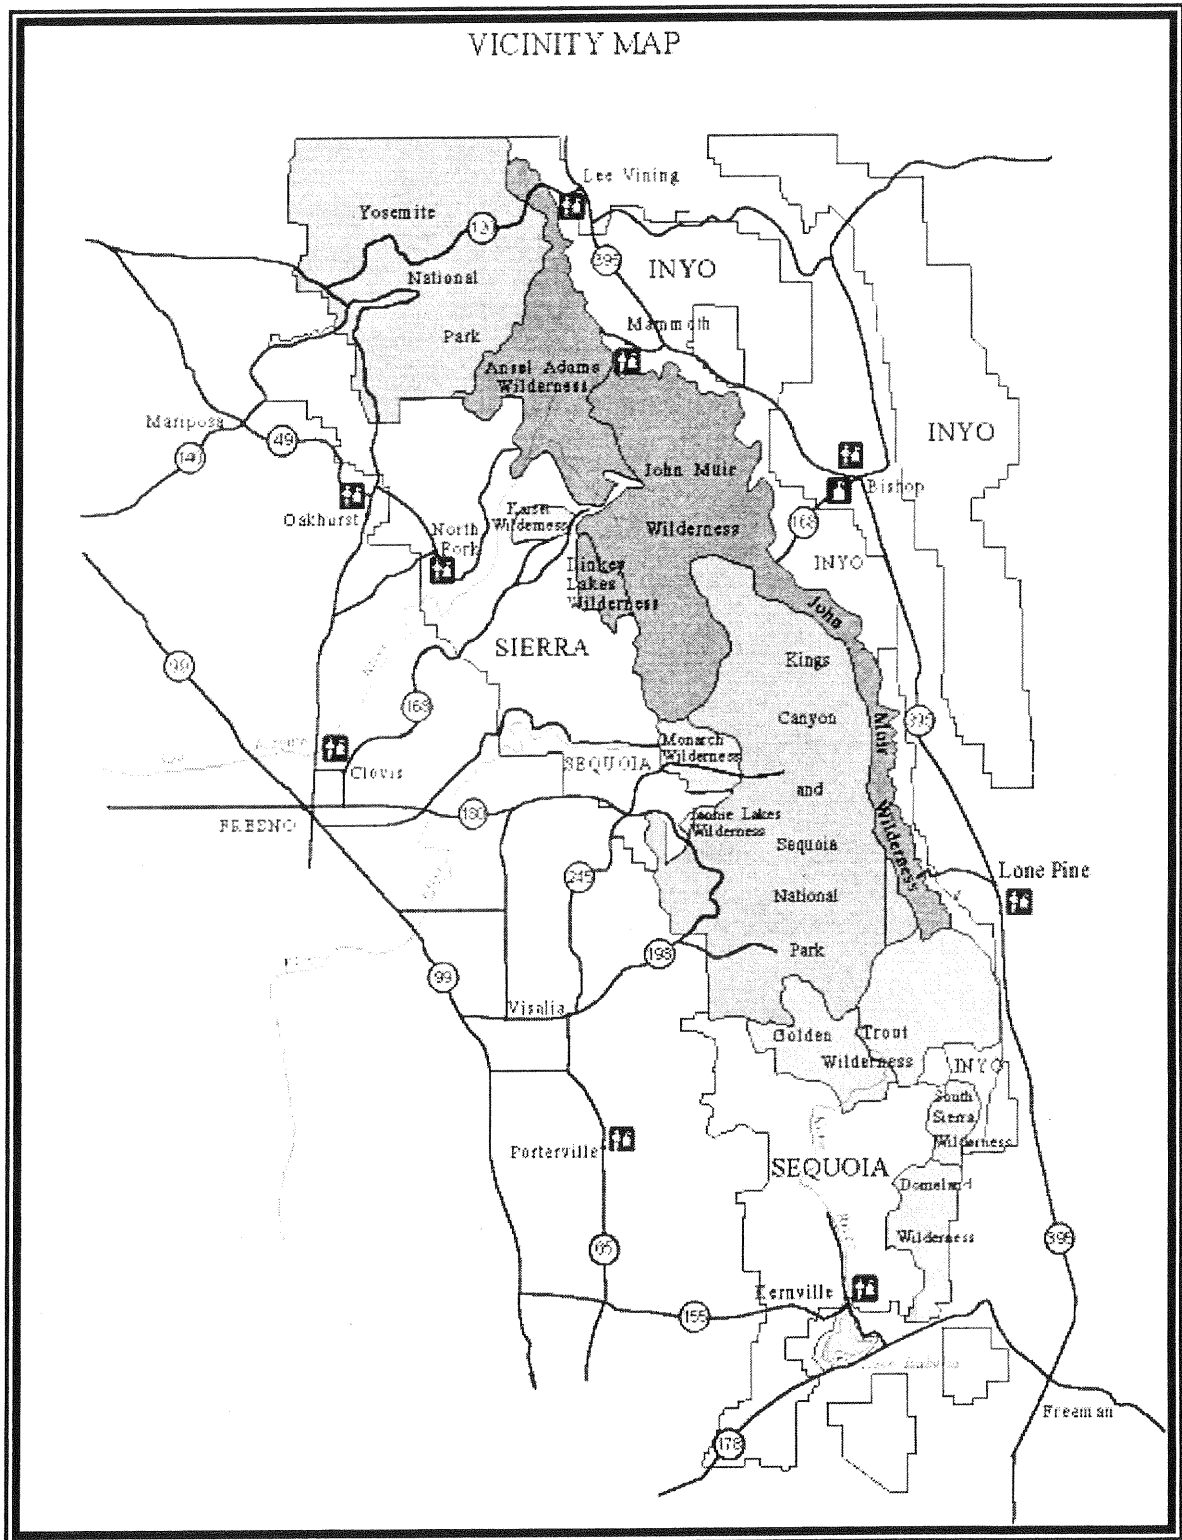 VICINITY MAP
Lee Vining
Yosemite
120
395
INYO
National
Mammoth
Park
Ansel Adams
Wilderness
Mariposa
49
140
INYO
John Muir
Bishop
Oakhurst
Kaiser
Wilderness
Wilderness
168
North
Fork
INYO
Dinkey
Lakes
Wilderness
John
SIERRA
Kings
99
168
Canyon
Muir
395
Monarch
Wilderness
SEQUOIA
Clovis
and
180
FRESNO
Jennie Lakes
Wilderness
Sequoia
Wilderness
Lone Pine
245
National
198
Park
99
Visalia
Golden
Trout
Wilderness
INYO
South
Sierra
Wilderness
Porterville
SEQUOIA
Domeland
Wilderness
65
395
Kernville
155
Freeman
178